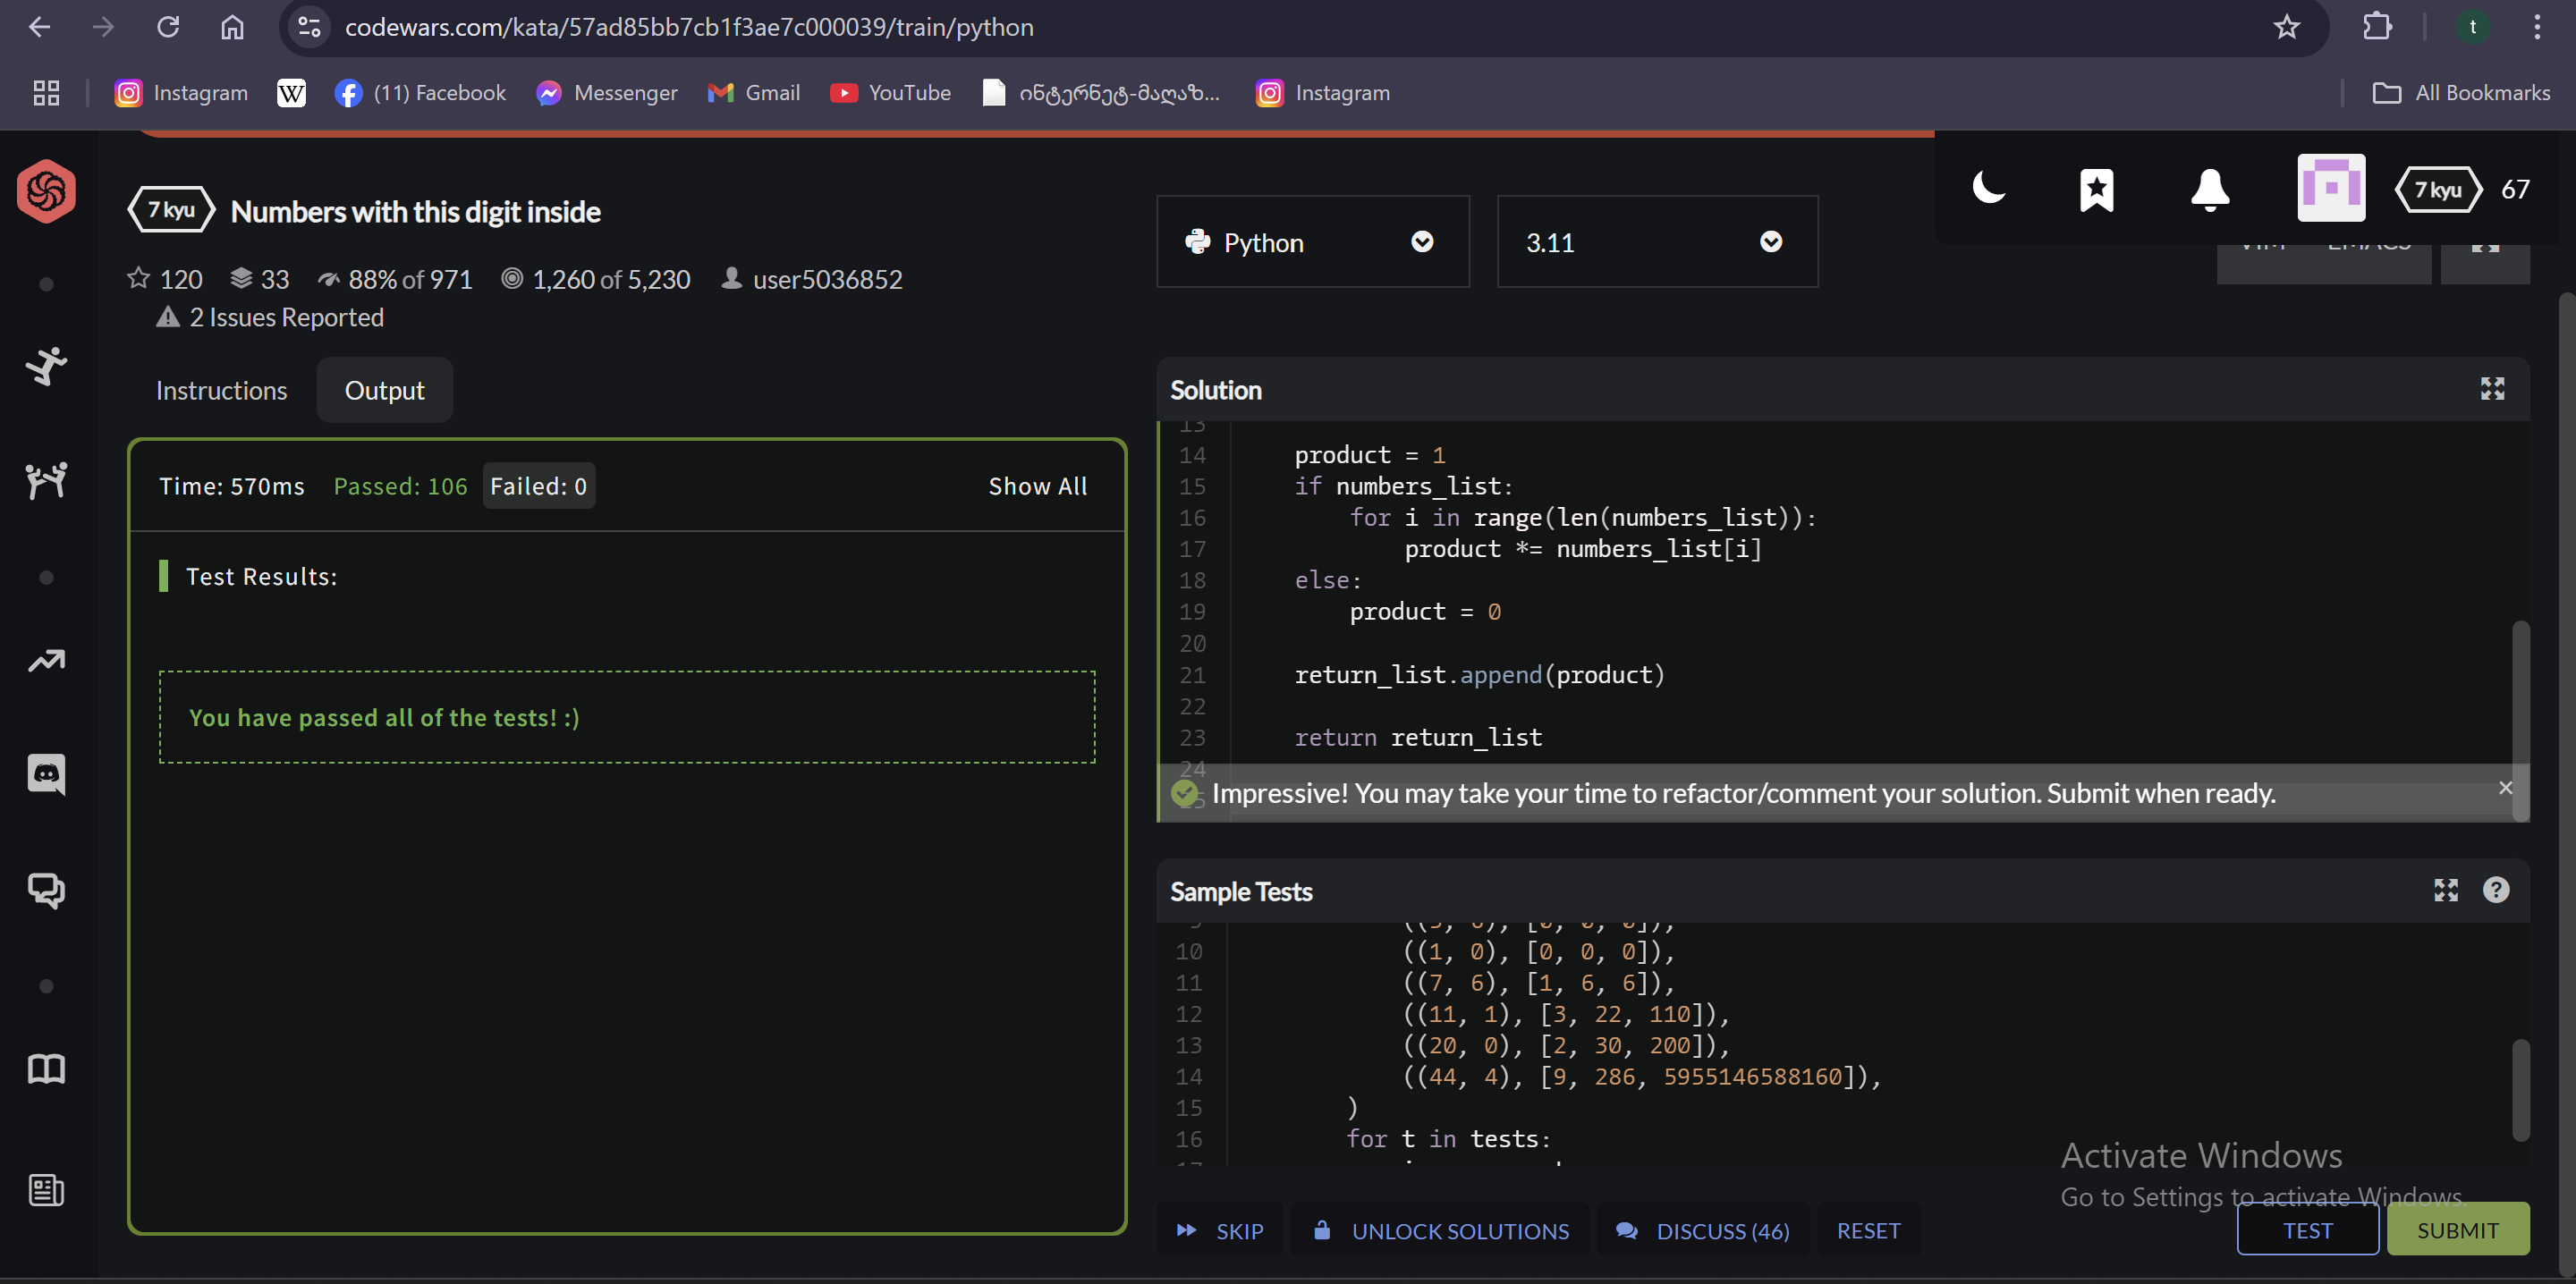 codewars.com/kata/57ad85bb7cb1f3ae7c000039/train/python
t
Instagram
W
(11) Facebook
Messenger
Gmail
YouTube
ინტერნეტ-მაღაზ...
Instagram
All Bookmarks
7 kyu
Numbers with this digit inside
120
33
88% of 971
1,260 of 5,230
user5036852
2 Issues Reported
Python
3.11
7 kyu
67
VIM
EMACS
Instructions
Output
Time: 570ms
Passed: 106
Failed: 0
Show All
Test Results:
You have passed all of the tests! :)
Solution
13
14 product = 1
15 if numbers_list:
16 for i in range(len(numbers_list)):
17 product *= numbers_list[i]
18 else:
19 product = 0
20
21 return_list.append(product)
22
23 return return_list
24
Impressive! You may take your time to refactor/comment your solution. Submit when ready.
×
Sample Tests
?
10 ((1, 0), [0, 0, 0]),
11 ((7, 6), [1, 6, 6]),
12 ((11, 1), [3, 22, 110]),
13 ((20, 0), [2, 30, 200]),
14 ((44, 4), [9, 286, 5955146588160]),
15 )
16 for t in tests:
Activate Windows
Go to Settings to activate Windows.
SKIP
UNLOCK SOLUTIONS
DISCUSS (46)
RESET
TEST
SUBMIT